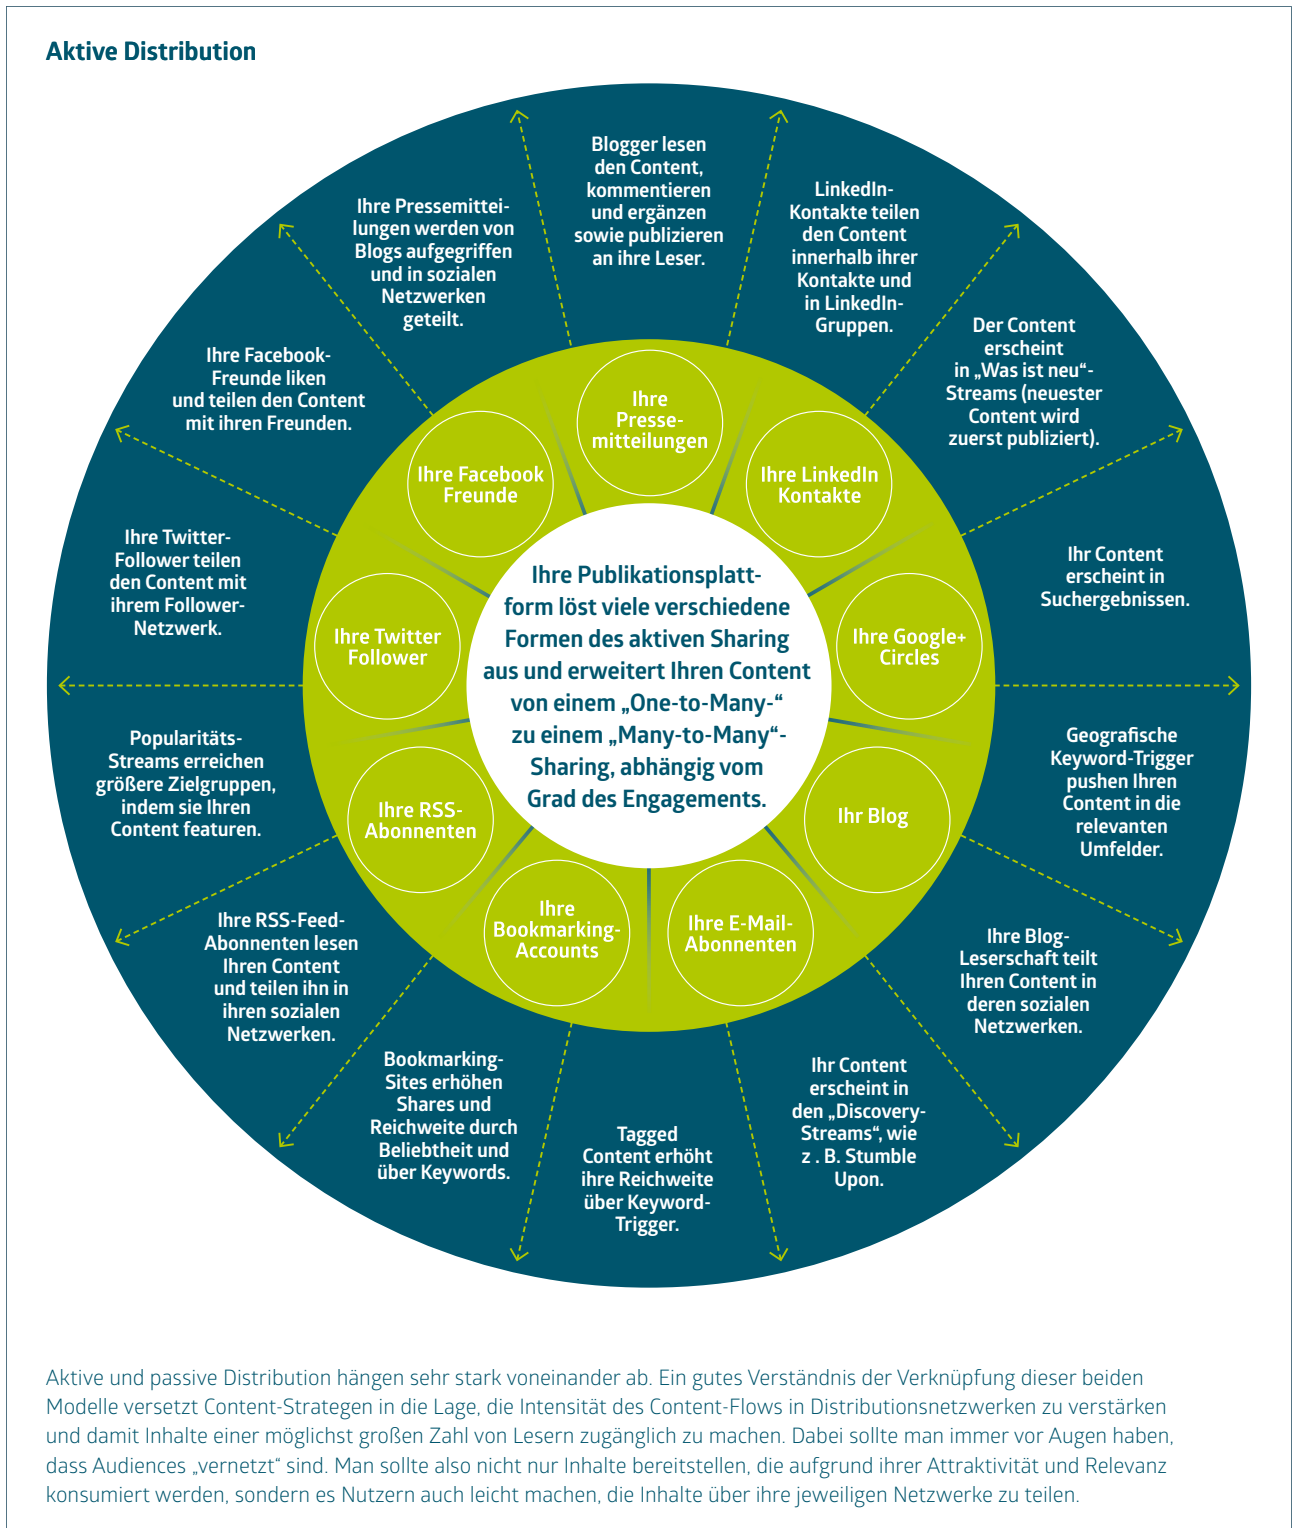 Aktive Distribution
Blogger lesen
den Content,
kommentieren
und ergänzen
sowie publizieren
an ihre Leser.
LinkedIn-
Kontakte teilen
den Content
innerhalb ihrer
Kontakte und
in LinkedIn-
Gruppen.
Der Content
erscheint
in „Was ist neu“-
Streams (neuester
Content wird
zuerst publiziert).
Ihr Content
erscheint in
Suchergebnissen.
Geografische
Keyword-Trigger
pushen Ihren
Content in die
relevanten
Umfelder.
Ihre Blog-
Leserschaft teilt
Ihren Content in
deren sozialen
Netzwerken.
Ihr Content
erscheint in
den „Discovery-
Streams“, wie
z . B. Stumble
Upon.
Tagged
Content erhöht
ihre Reichweite
über Keyword-
Trigger.
Bookmarking-
Sites erhöhen
Shares und
Reichweite durch
Beliebtheit und
über Keywords.
Ihre RSS-Feed-
Abonnenten lesen
Ihren Content
und teilen ihn in
ihren sozialen
Netzwerken.
Popularitäts-
Streams erreichen
größere Zielgruppen,
indem sie Ihren
Content featuren.
Ihre Twitter-
Follower teilen
den Content mit
ihrem Follower-
Netzwerk.
Ihre Facebook-
Freunde liken
und teilen den Content
mit ihren Freunden.
Ihre Pressemittei-
lungen werden von
Blogs aufgegriffen
und in sozialen
Netzwerken
geteilt.
Ihre
Presse-
mitteilungen
Ihre LinkedIn
Kontakte
Ihre Google+
Circles
Ihr Blog
Ihre E-Mail-
Abonnenten
Ihre
Bookmarking-
Accounts
Ihre RSS-
Abonnenten
Ihre Twitter
Follower
Ihre Facebook
Freunde
Ihre Publikationsplatt-
form löst viele verschiedene
Formen des aktiven Sharing
aus und erweitert Ihren Content
von einem „One-to-Many-“
zu einem „Many-to-Many“-
Sharing, abhängig vom
Grad des Engagements.
Aktive und passive Distribution hängen sehr stark voneinander ab. Ein gutes Verständnis der Verknüpfung dieser beiden
Modelle versetzt Content-Strategen in die Lage, die Intensität des Content-Flows in Distributionsnetzwerken zu verstärken
und damit Inhalte einer möglichst großen Zahl von Lesern zugänglich zu machen. Dabei sollte man immer vor Augen haben,
dass Audiences „vernetzt“ sind. Man sollte also nicht nur Inhalte bereitstellen, die aufgrund ihrer Attraktivität und Relevanz
konsumiert werden, sondern es Nutzern auch leicht machen, die Inhalte über ihre jeweiligen Netzwerke zu teilen.